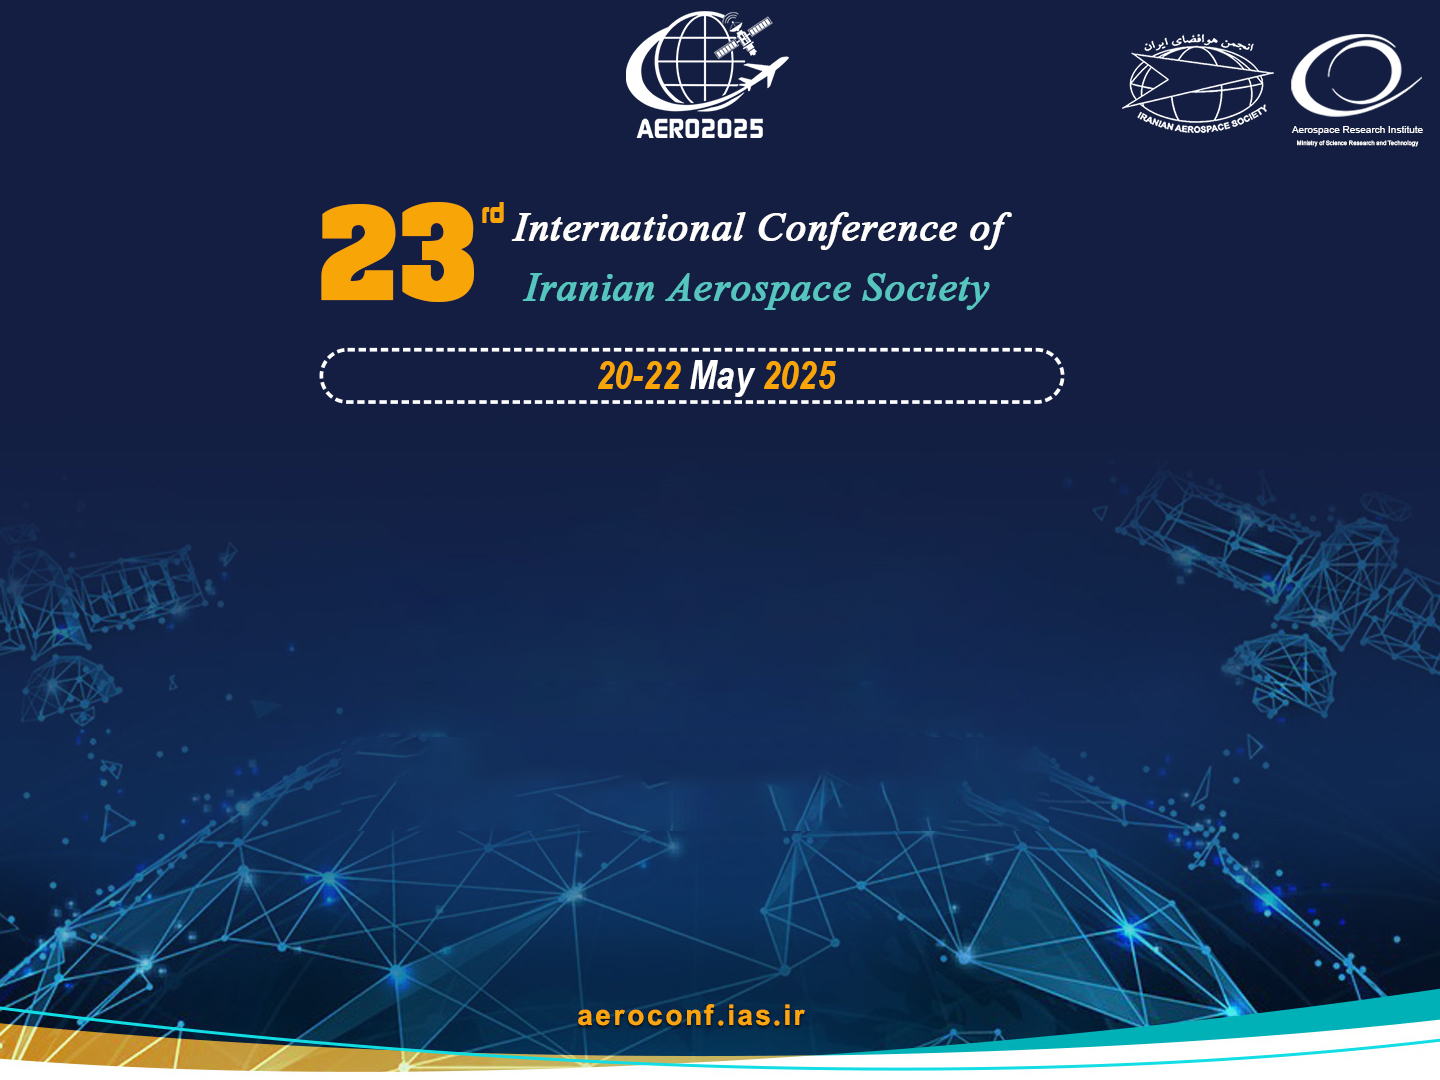 AERO2025
انجمن هوافضای ایران
IRANIAN AEROSPACE SOCIETY
Aerospace Research Institute
Ministry of Science Research and Technology
23rd International Conference of
Iranian Aerospace Society
20-22 May 2025
aeroconf.ias.ir